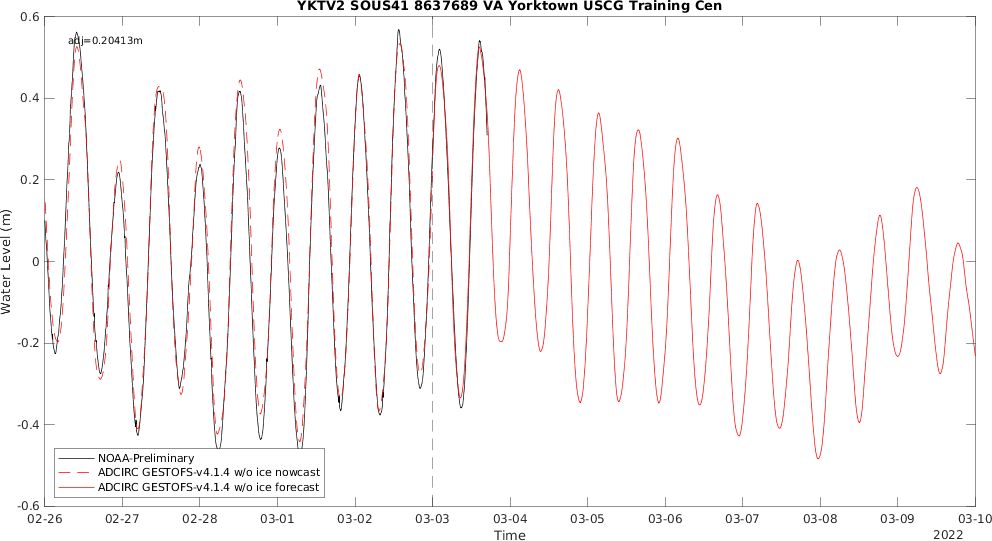 YKTV2 SOUS41 8637689 VA Yorktown USCG Training Cen
adj=0.20413m
Water Level (m)
0.6
0.4
0.2
0
-0.2
-0.4
-0.6
NOAA-Preliminary
ADCIRC GESTOFS-v4.1.4 w/o ice nowcast
ADCIRC GESTOFS-v4.1.4 w/o ice forecast
02-26 02-27 02-28 03-01 03-02 03-03 03-04 03-05 03-06 03-07 03-08 03-09 03-10
Time
2022